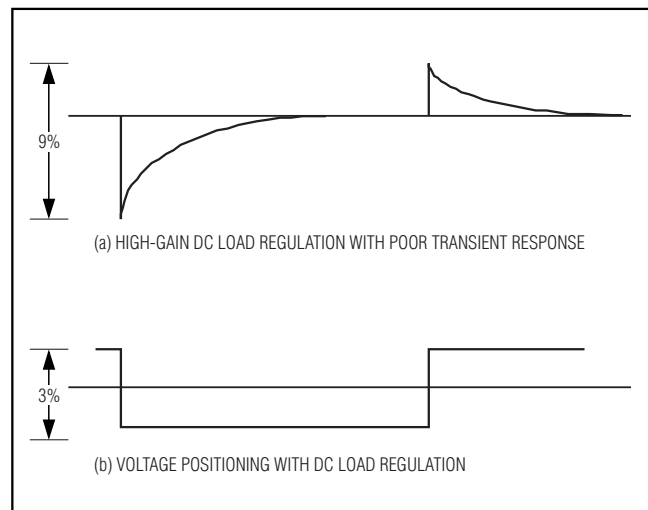 9%
(a) HIGH-GAIN DC LOAD REGULATION WITH POOR TRANSIENT RESPONSE
3%
(b) VOLTAGE POSITIONING WITH DC LOAD REGULATION